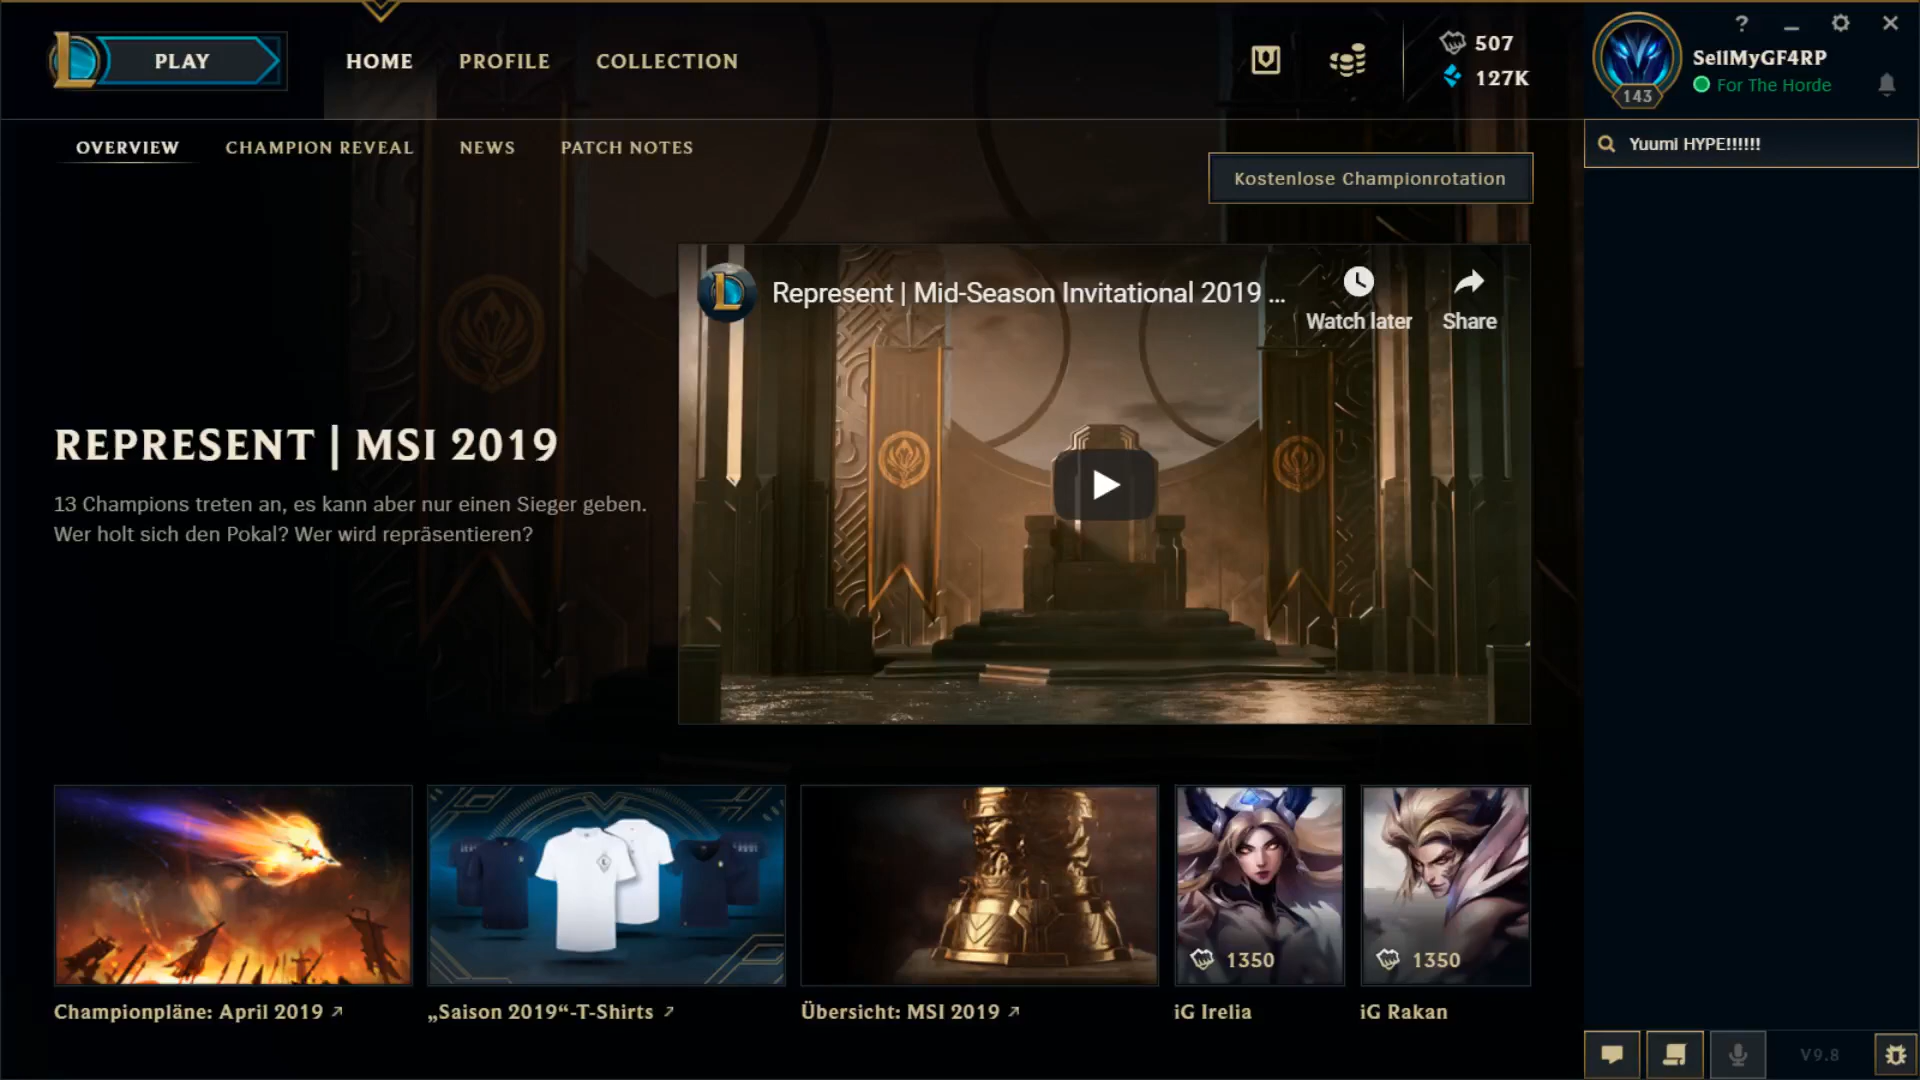 PLAY
HOME
PROFILE
COLLECTION
507
127K
143
SellMyGF4RP
For The Horde
OVERVIEW
CHAMPION REVEAL
NEWS
PATCH NOTES
Kostenlose Championrotation
Yuumi HYPE!!!!!!
Represent | Mid-Season Invitational 2019 ...
Watch later
Share
REPRESENT | MSI 2019
13 Champions treten an, es kann aber nur einen Sieger geben.
Wer holt sich den Pokal? Wer wird repräsentieren?
1350
1350
Championpläne: April 2019
„Saison 2019“-T-Shirts
Übersicht: MSI 2019
iG Irelia
iG Rakan
V9.8